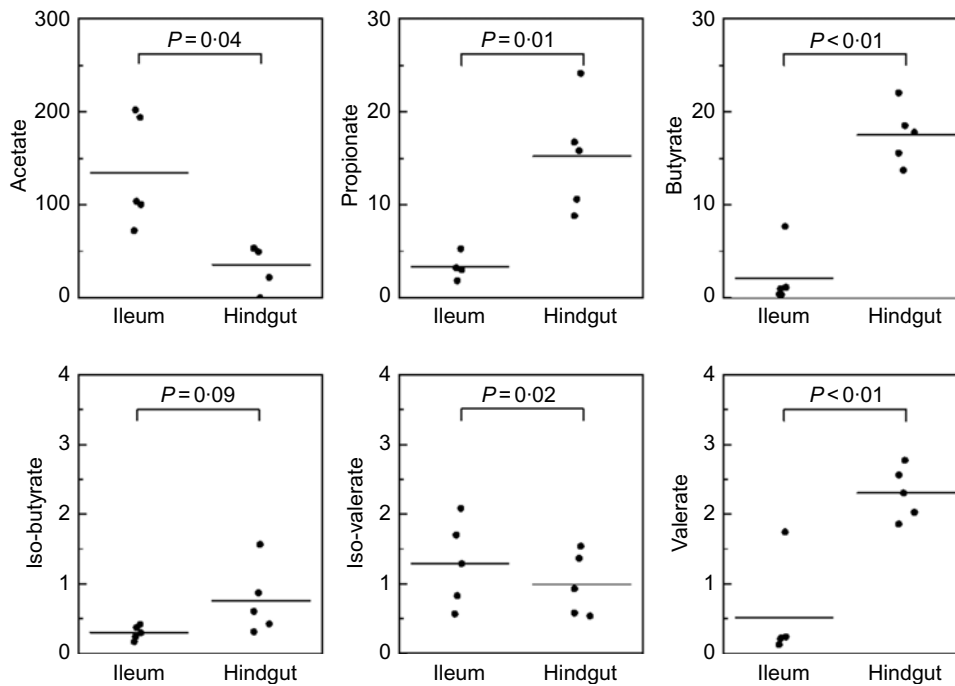 300
200
100
0
Acetate
P = 0·04
Ileum
Hindgut
30
20
10
0
Propionate
P = 0·01
Ileum
Hindgut
30
20
10
0
Butyrate
P < 0·01
Ileum
Hindgut
4
3
2
1
0
Iso-butyrate
P = 0·09
Ileum
Hindgut
4
3
2
1
0
Iso-valerate
P = 0·02
Ileum
Hindgut
4
3
2
1
0
Valerate
P < 0·01
Ileum
Hindgut